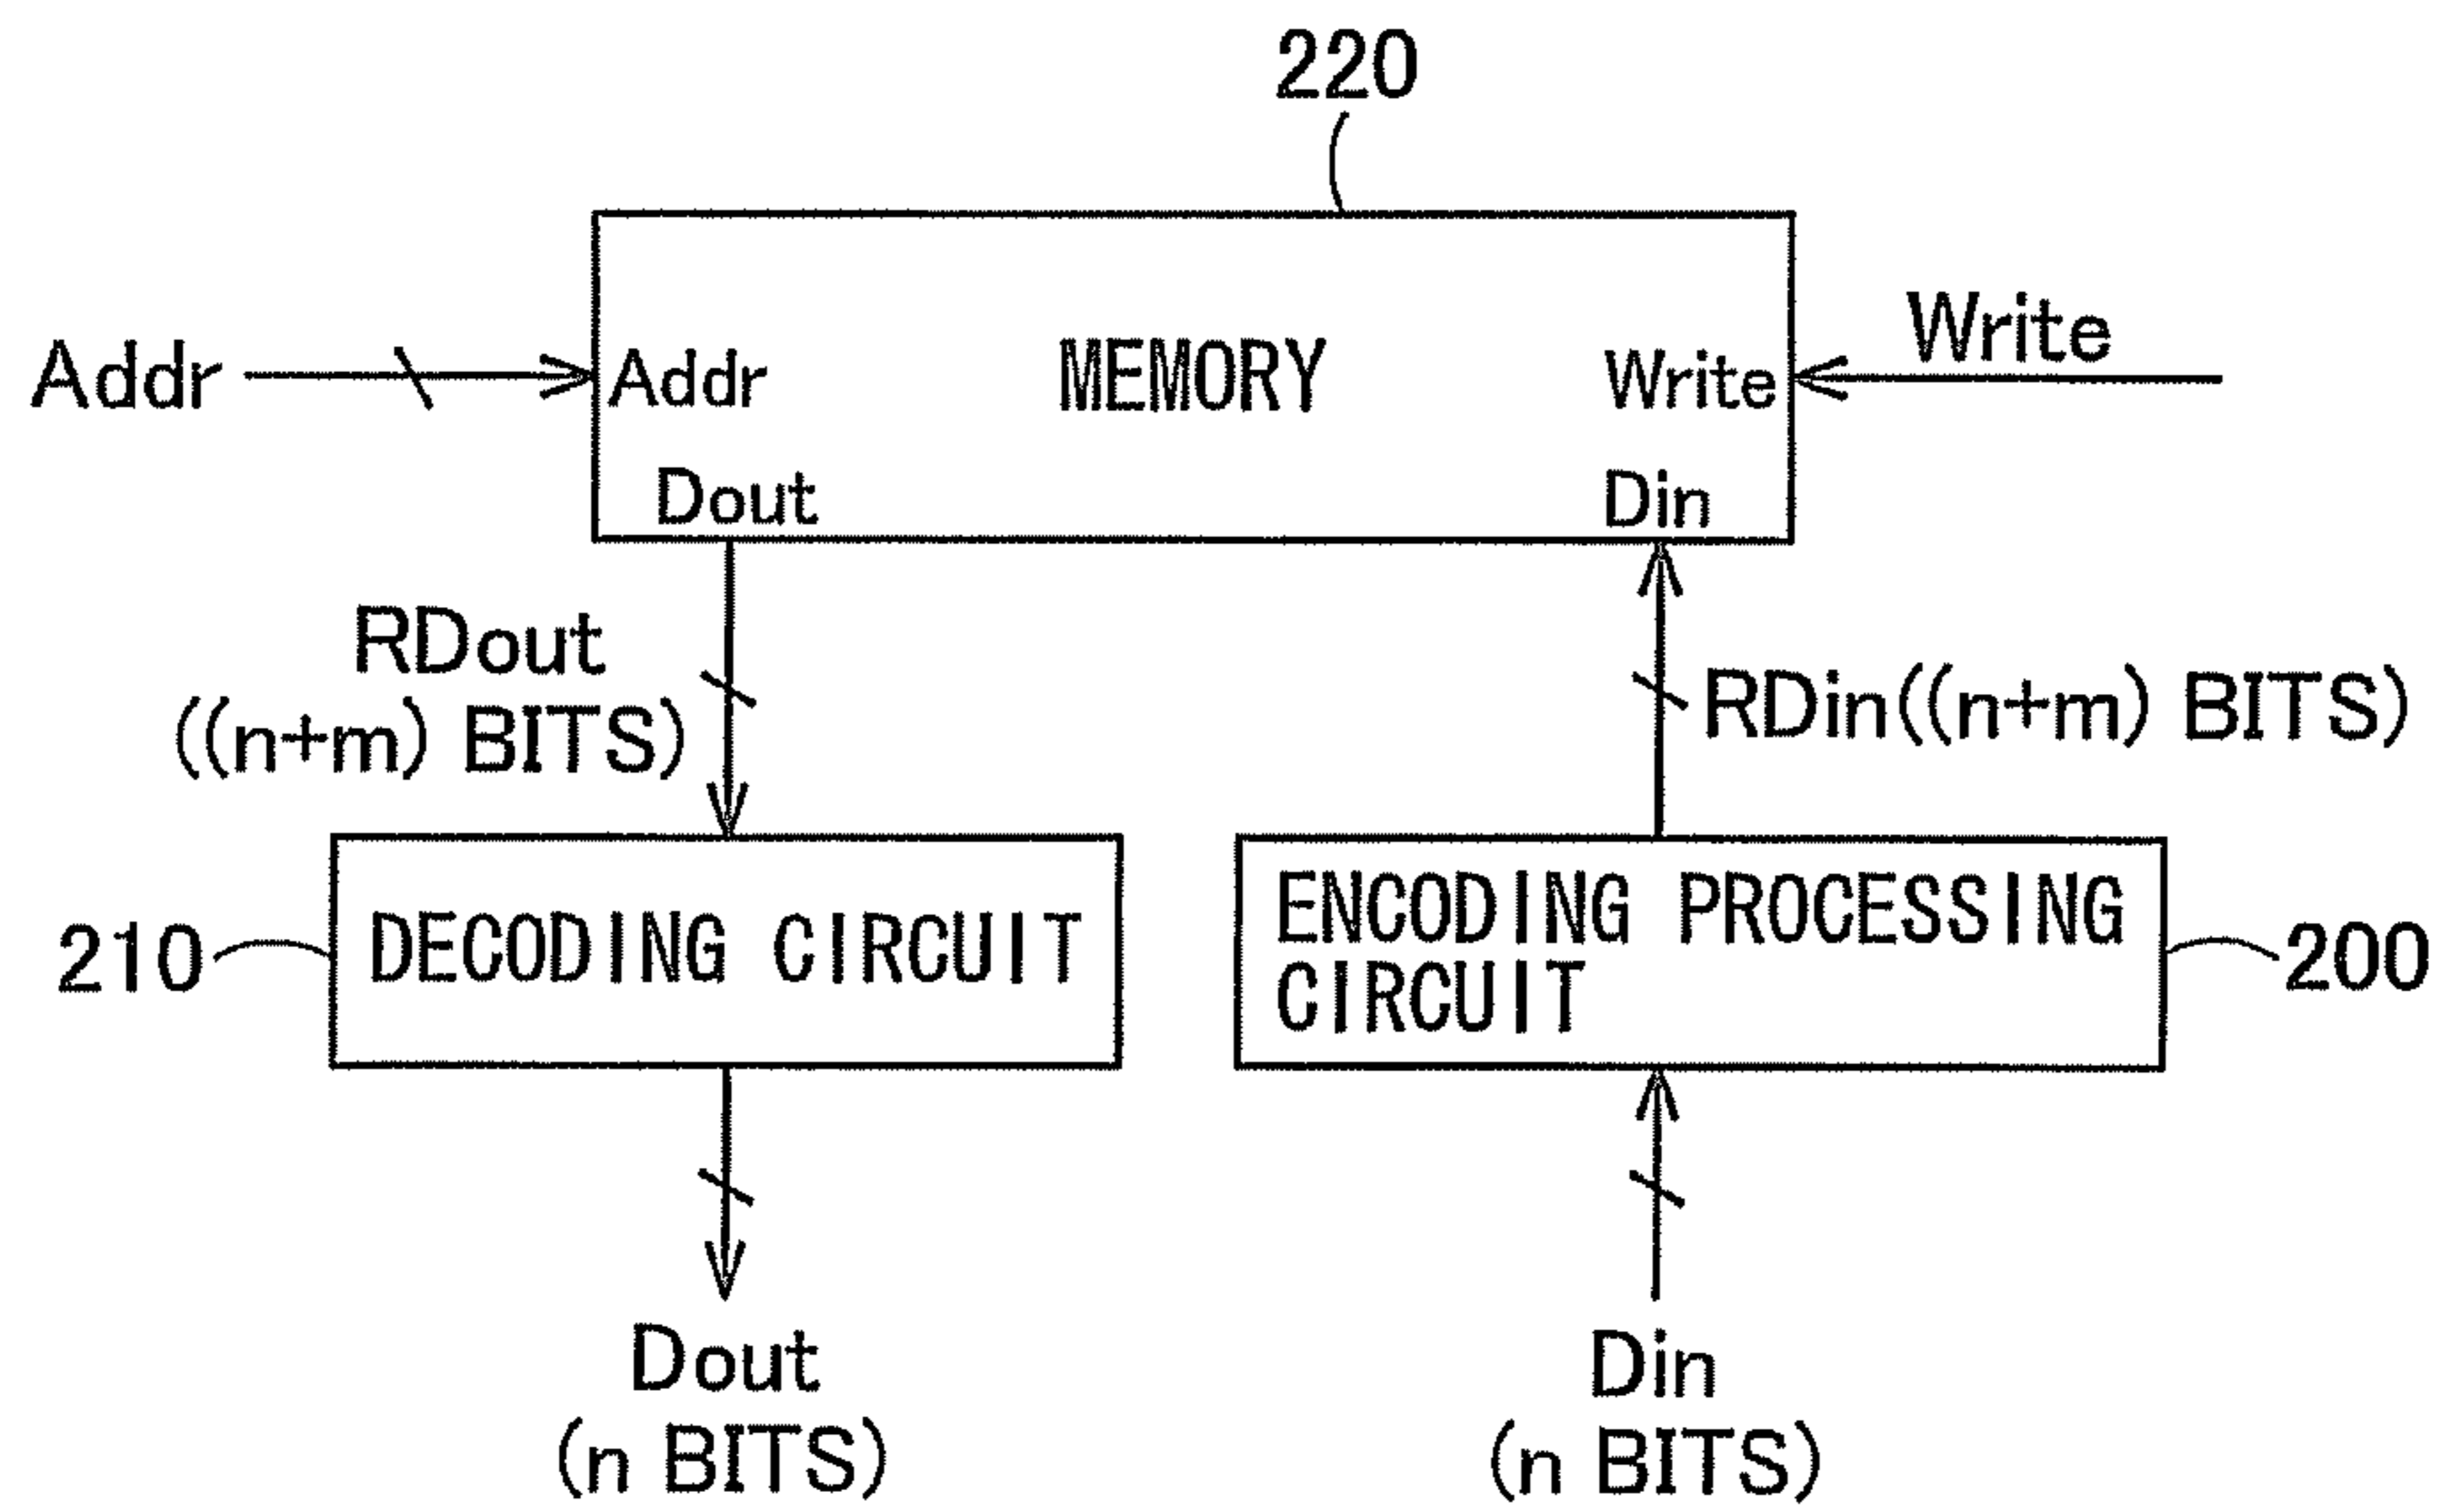 220
Addr
Addr
MEMORY
Write
Write
Dout
Din
RDout
((n+m) BITS)
RDin((n+m) BITS)
210
DECODING CIRCUIT
ENCODING PROCESSING
CIRCUIT
200
Dout
(n BITS)
Din
(n BITS)